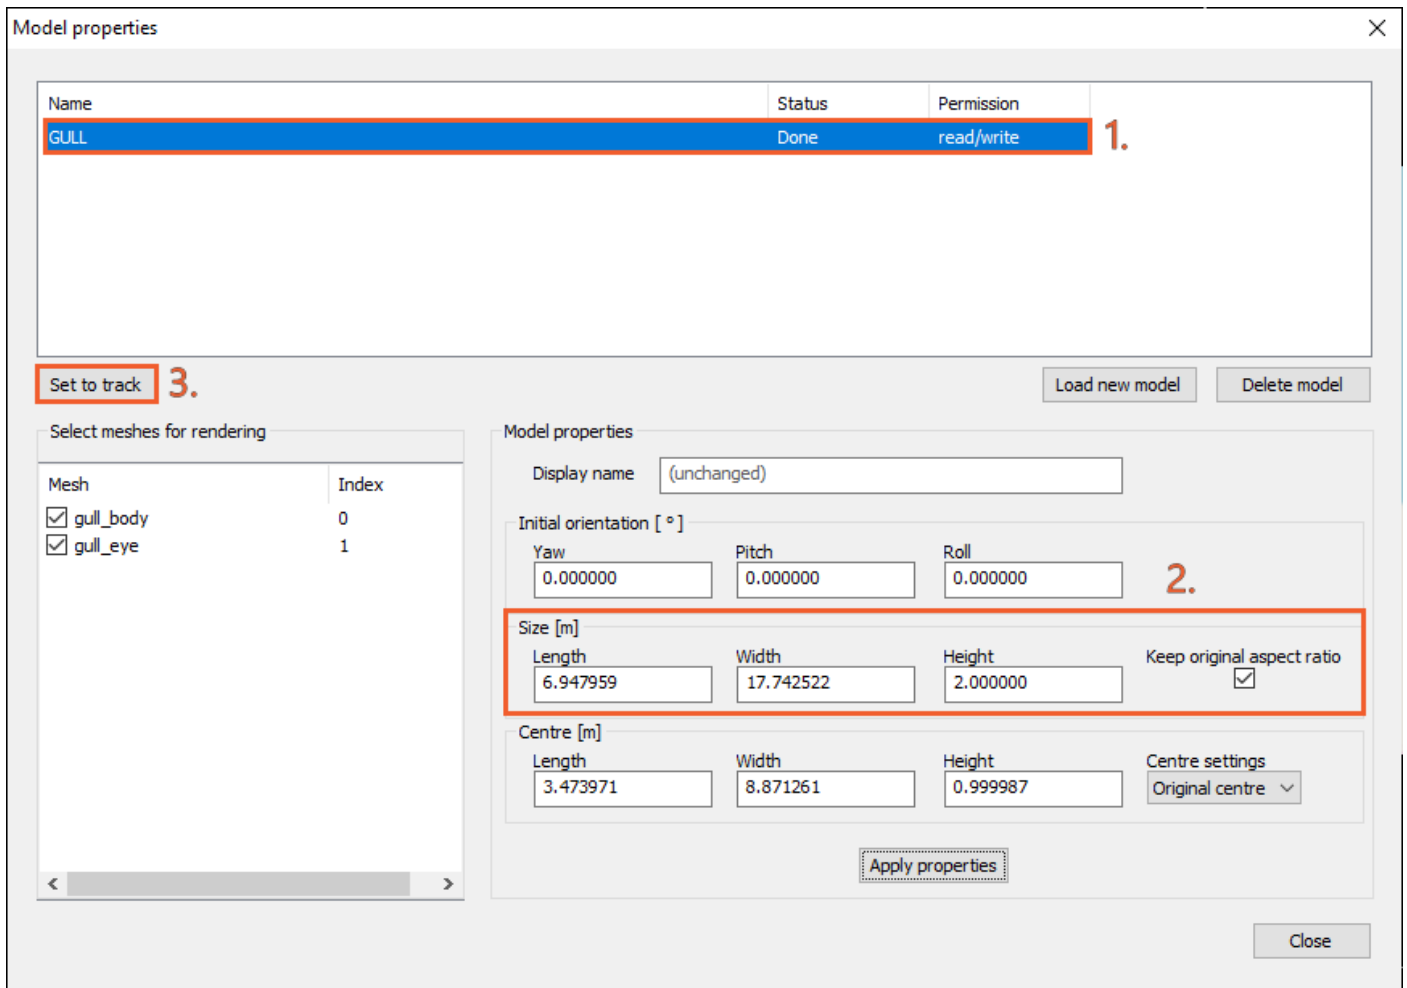 Model properties
Name Status Permission
GULL Done read/write 1.
Set to track 3. Load new model Delete model
Select meshes for rendering
Mesh Index
gull_body 0
gull_eye 1
Model properties
Display name (unchanged)
Initial orientation [ º ]
Yaw Pitch Roll
0.000000 0.000000 0.000000 2.
Size [m]
Length Width Height Keep original aspect ratio
6.947959 17.742522 2.000000
Centre [m]
Length Width Height Centre settings
3.473971 8.871261 0.999987 Original centre
Apply properties
Close